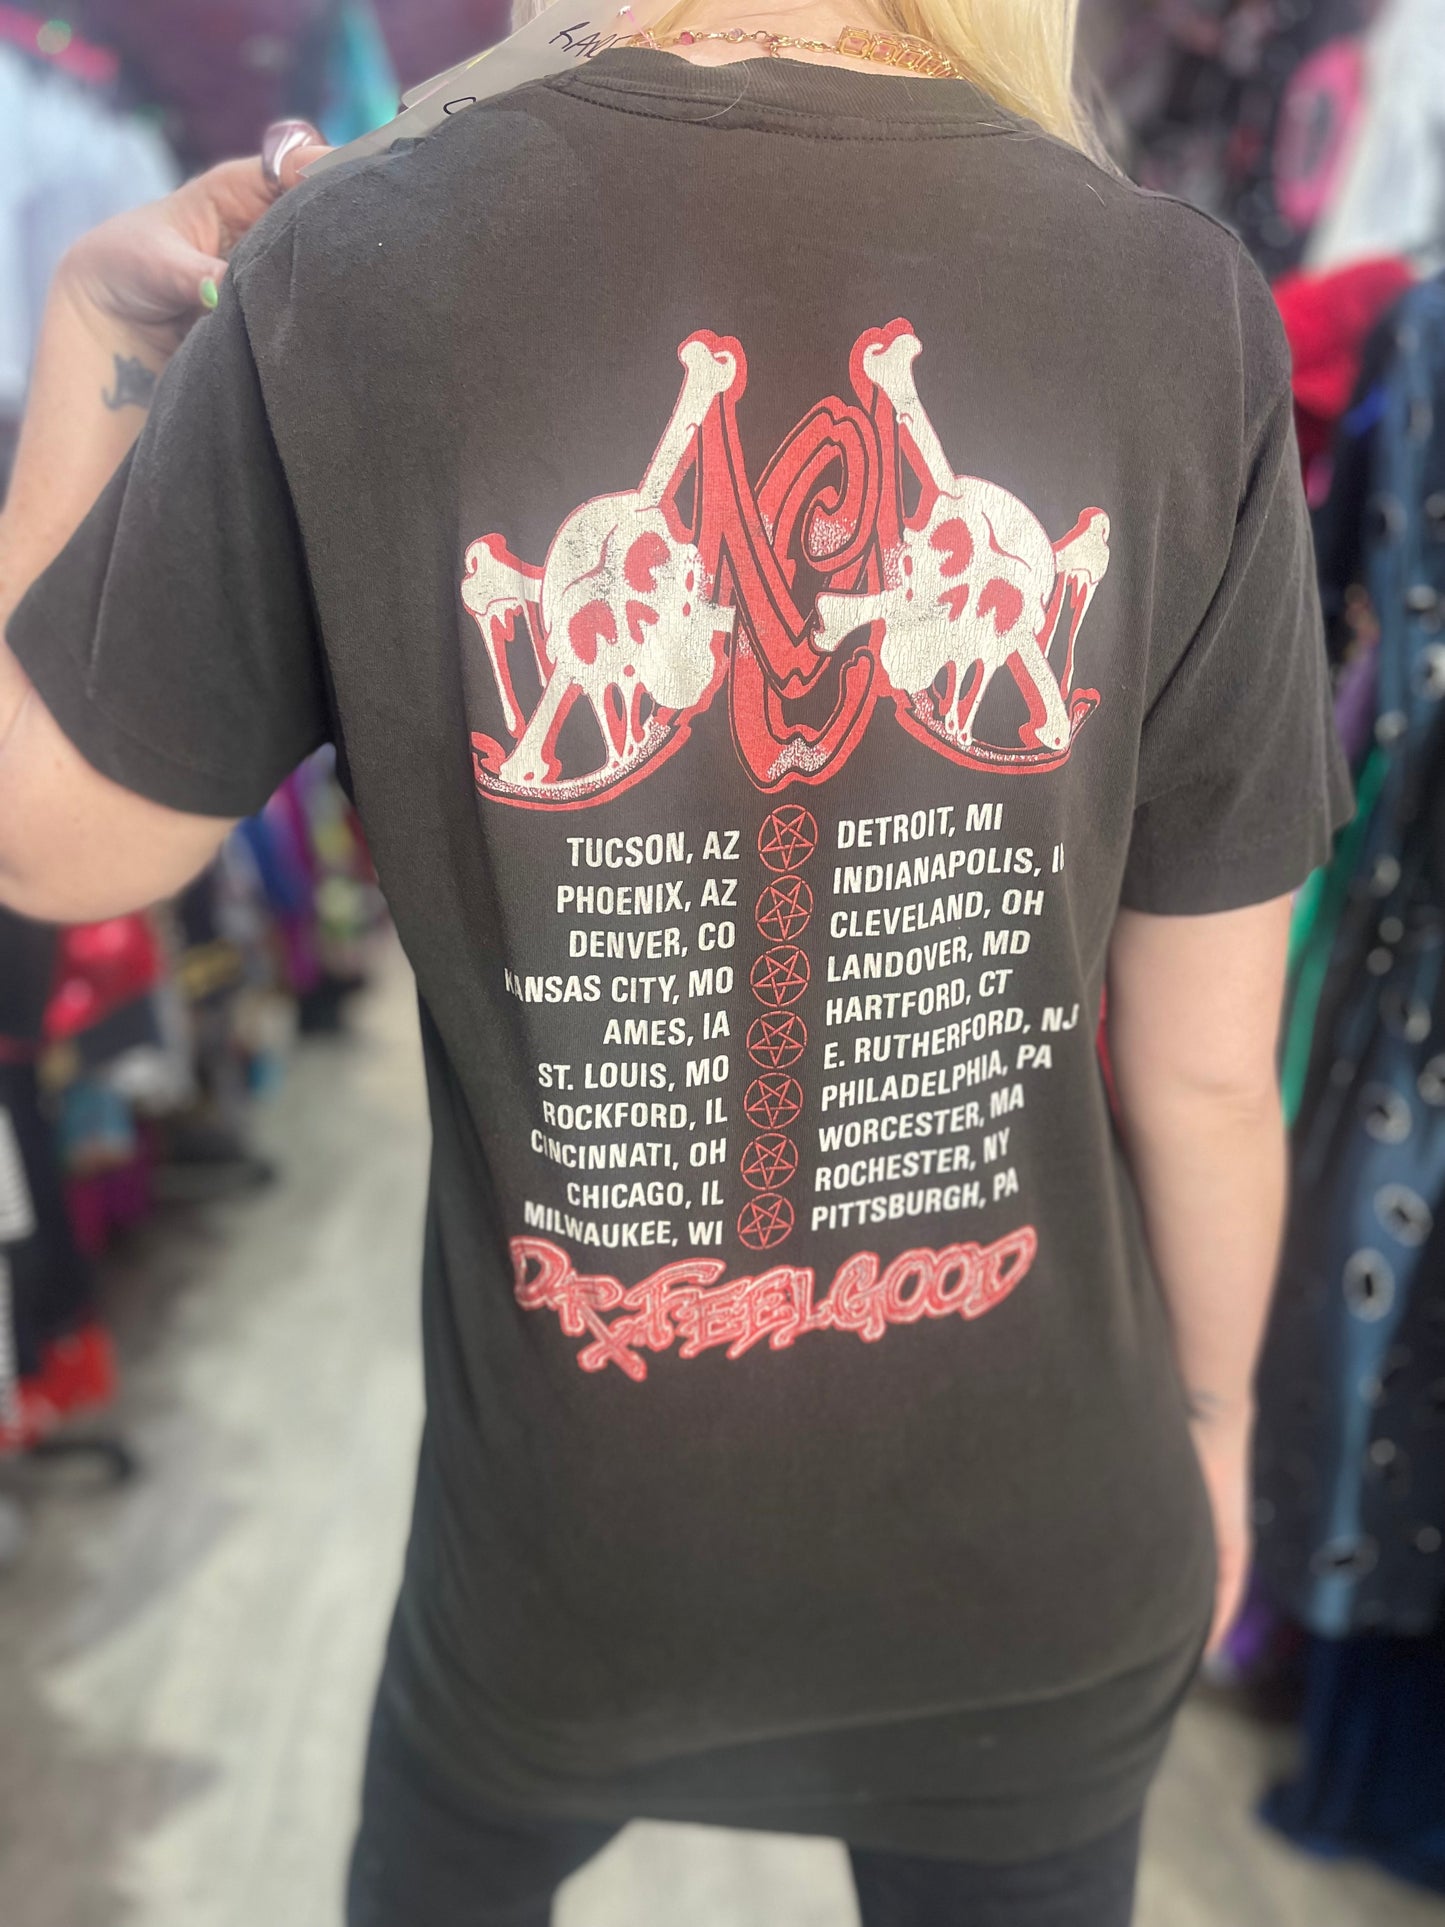 TUCSON, AZ
PHOENIX, AZ
DENVER, CO
KANSAS CITY, MO
AMES, IA
ST. LOUIS, MO
ROCKFORD, IL
CINCINNATI, OH
CHICAGO, IL
MILWAUKEE, WI
DETROIT, MI
INDIANAPOLIS, I
CLEVELAND, OH
LANDOVER, MD
HARTFORD, CT
E. RUTHERFORD, NJ
PHILADELPHIA, PA
WORCESTER, MA
ROCHESTER, NY
PITTSBURGH, PA
DR. FEELGOOD